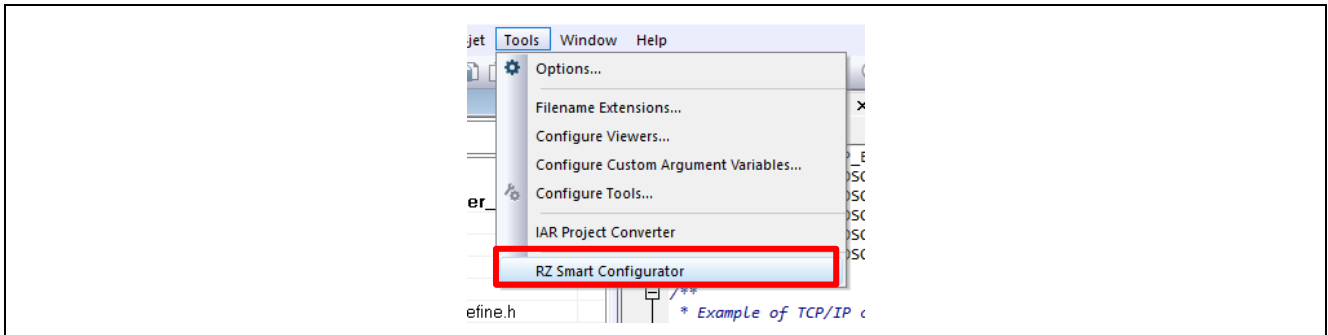 jet Tools Window Help
Options...
Filename Extensions...
Configure Viewers...
Configure Custom Argument Variables...
er_ Configure Tools...
IAR Project Converter
RZ Smart Configurator
/**
efine.h * Example of TCP/IP